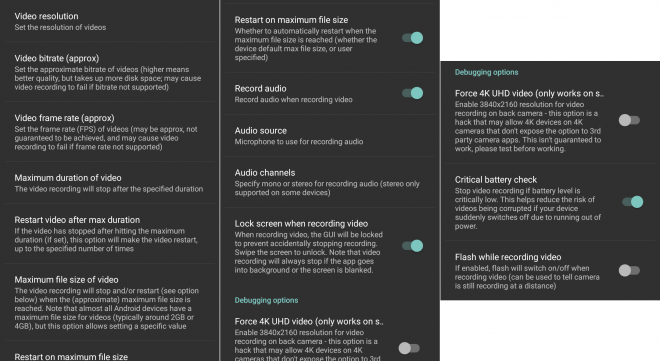 Video resolution
Set the resolution of videos
Video bitrate (approx)
Set the approximate bitrate of videos (higher means
better quality, but takes up more disk space; may cause
video recording to fail if bitrate not supported)
Video frame rate (approx)
Set the frame rate (FPS) of videos (may be approx, not
guaranteed to be achieved, and may cause video
recording to fail if frame rate not supported)
Maximum duration of video
The video recording will stop after the specified duration
Restart video after max duration
If the video has stopped after hitting the maximum
duration (if set), this option will make the video restart,
up to the specified number of times
Maximum file size of video
The video recording will stop and/or restart (see option
below) when the (approximate) maximum file size is
reached. Note that almost all Android devices have a
maximum file size for videos (typically around 2GB or
4GB), but this option allows setting a specific value
Restart on maximum file size
Restart on maximum file size
Whether to automatically restart when the
maximum file size is reached (whether the
device default max file size, or user
specified)
Record audio
Record audio when recording video
Audio source
Microphone to use for recording audio
Audio channels
Specify mono or stereo for recording audio (stereo only
supported on some devices)
Lock screen when recording video
When recording video, the GUI will be locked
to prevent accidentally stopping recording.
Swipe the screen to unlock. Note that video
recording will always stop if the app goes
into background or the screen is blanked.
Debugging options
Force 4K UHD video (only works on s..
Enable 3840x2160 resolution for video
recording on back camera - this option is a
hack that may allow 4K devices on 4K
cameras that don't expose the option to 3rd
Debugging options
Force 4K UHD video (only works on s..
Enable 3840x2160 resolution for video
recording on back camera - this option is a
hack that may allow 4K devices on 4K
cameras that don't expose the option to 3rd
party camera apps. This isn't guaranteed to
work, please test before working.
Critical battery check
Stop video recording if battery level is
critically low. This helps reduce the risk of
videos being corrupted if your device
suddenly switches off due to running out of
power.
Flash while recording video
If enabled, flash will switch on/off when
recording video (can be used to tell camera
is still recording at a distance)